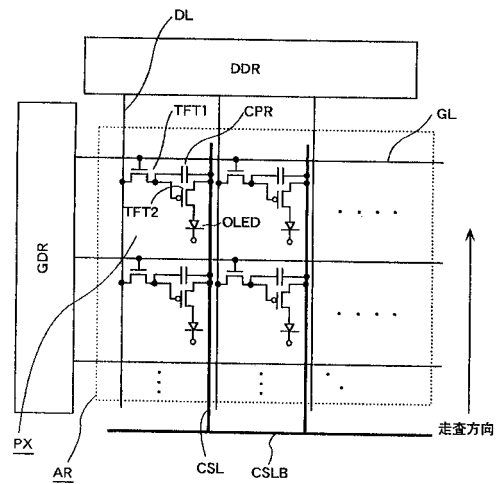 DL
DDR
TFT1
CPR
GL
TFT2
OLED
GDR
PX
AR
CSL
CSLB
走査方向